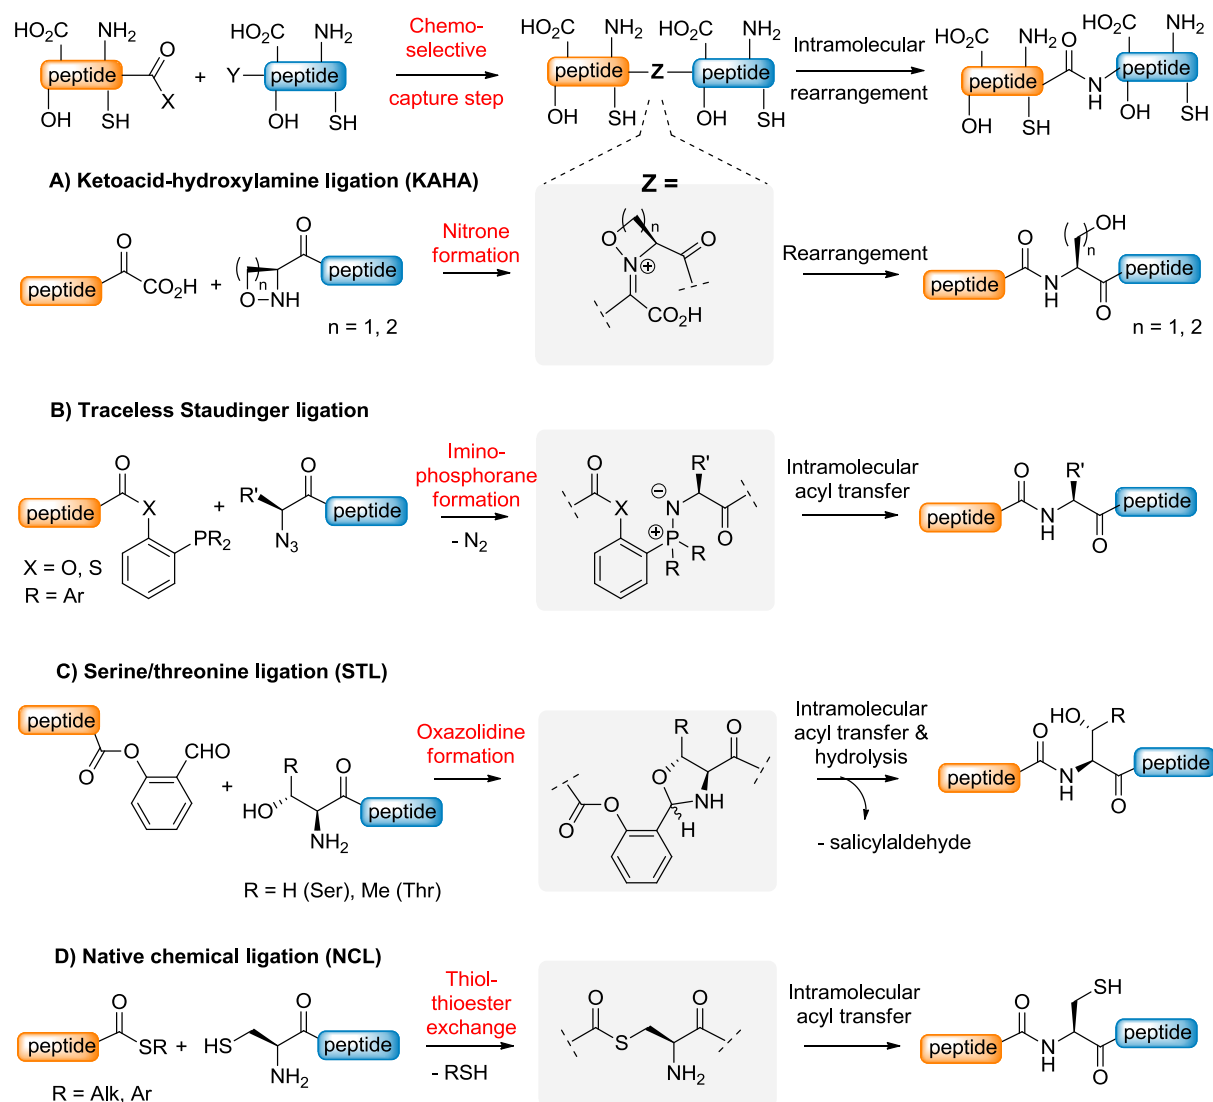 HO₂C NH₂ O peptide X OH SH + Y peptide HO₂C NH₂ OH SH
Chemo-
selective
capture step
HO₂C NH₂ peptide Z peptide HO₂C NH₂ OH SH OH SH
Intramolecular
rearrangement
HO₂C NH₂ O HO₂C NH₂ peptide N H peptide OH SH OH SH
A) Ketoacid-hydroxylamine ligation (KAHA)
Z =
peptide O CO₂H + ( ) n O NH O peptide
n = 1, 2
Nitrone
formation
O ( ) n N + O CO₂H
Rearrangement
peptide O N H ( ) n OH O peptide
n = 1, 2
B) Traceless Staudinger ligation
peptide O X PR₂ + R' O N₃ peptide
X = O, S
R = Ar
Imino-
phosphorane
formation
- N₂
O X − N R' + P R R O
Intramolecular
acyl transfer
peptide O N H R' O peptide
C) Serine/threonine ligation (STL)
peptide O O CHO + R HO O NH₂ peptide
R = H (Ser), Me (Thr)
Oxazolidine
formation
O O R O O NH H
Intramolecular
acyl transfer &
hydrolysis
- salicylaldehyde
peptide O N H HO R O peptide
D) Native chemical ligation (NCL)
peptide O SR + HS O NH₂ peptide
R = Alk, Ar
Thiol-
thioester
exchange
- RSH
O S O NH₂
Intramolecular
acyl transfer
peptide O N H SH O peptide